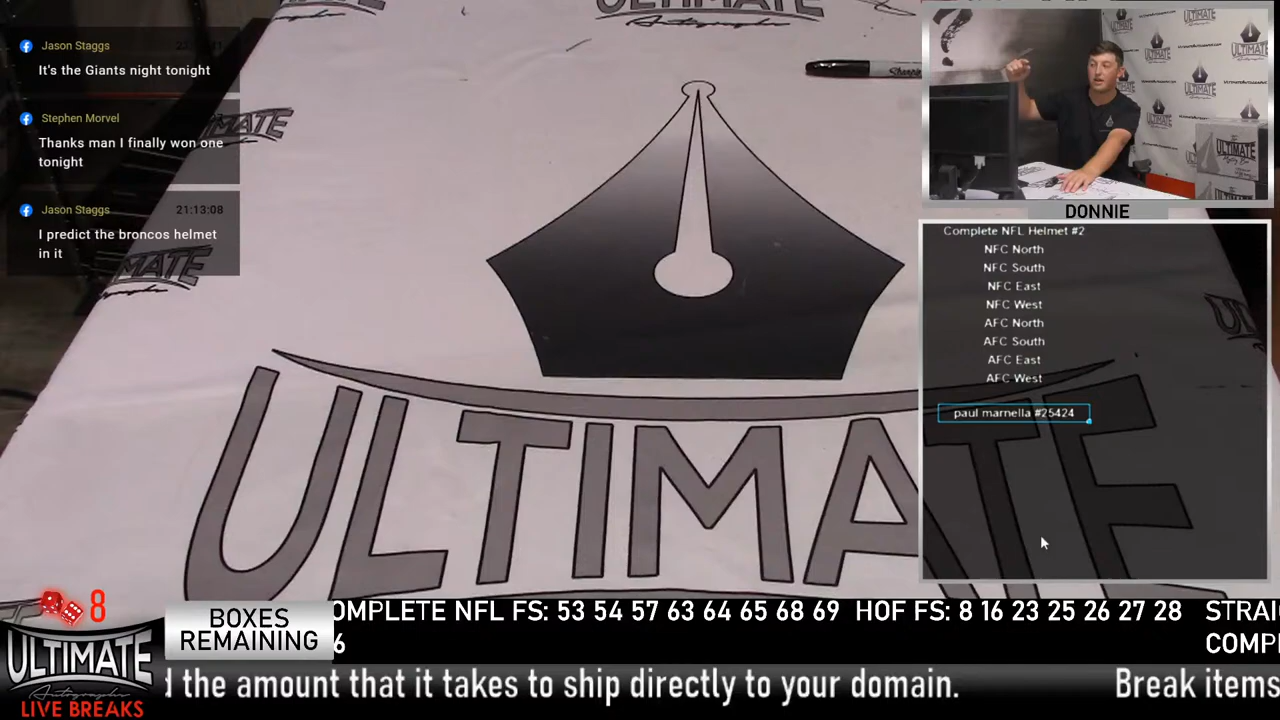 Jason Staggs
It's the Giants night tonight
Stephen Morvel
Thanks man I finally won one
tonight
Jason Staggs 21:13:08
I predict the broncos helmet
in it
ULTIMATE
Autographs
Sharpie
ULTIMATE
DONNIE
Complete NFL Helmet #2
NFC North
NFC South
NFC East
NFC West
AFC North
AFC South
AFC East
AFC West
paul marnella #25424
ULTIMATE
8
BOXES
REMAINING
OMPLETE NFL FS: 53 54 57 63 64 65 68 69 HOF FS: 8 16 23 25 26 27 28
6
ULTIMATE
Autographs
LIVE BREAKS
the amount that it takes to ship directly to your domain. Break items